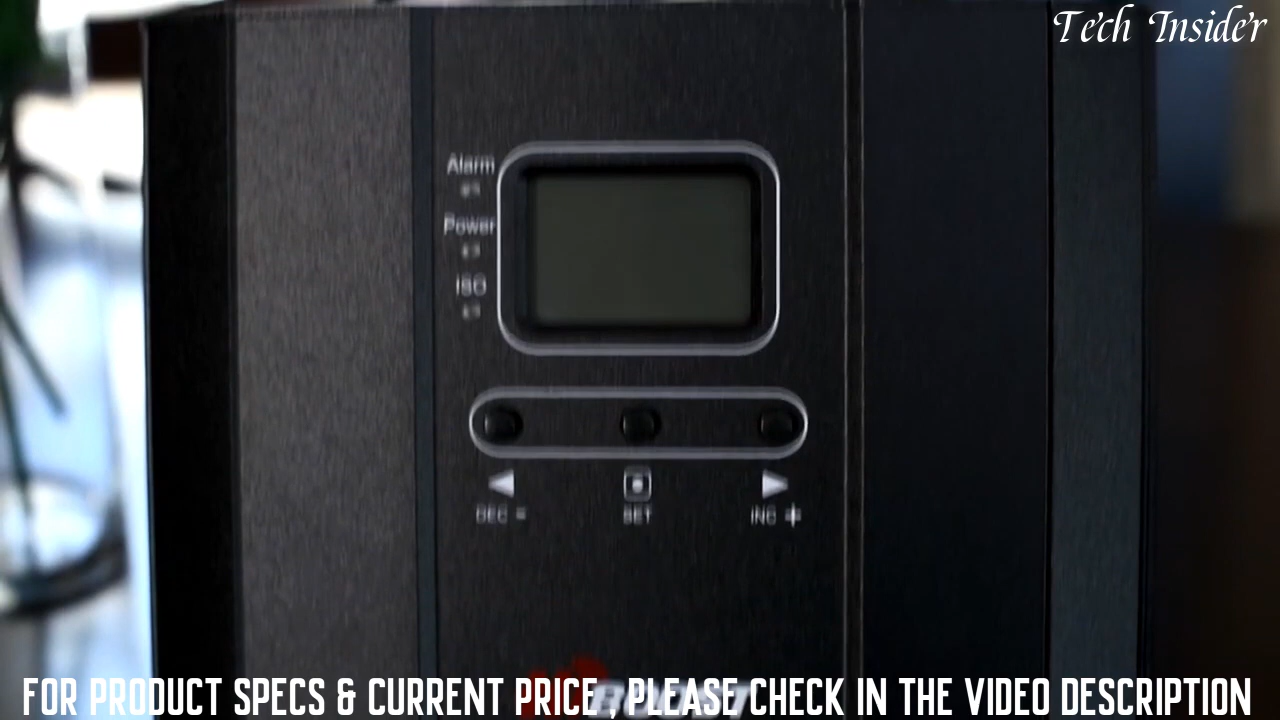 Tech Insider
Alarm
Power
ISO
DEC -
SET
INC +
FOR PRODUCT SPECS & CURRENT PRICE , PLEASE CHECK IN THE VIDEO DESCRIPTION